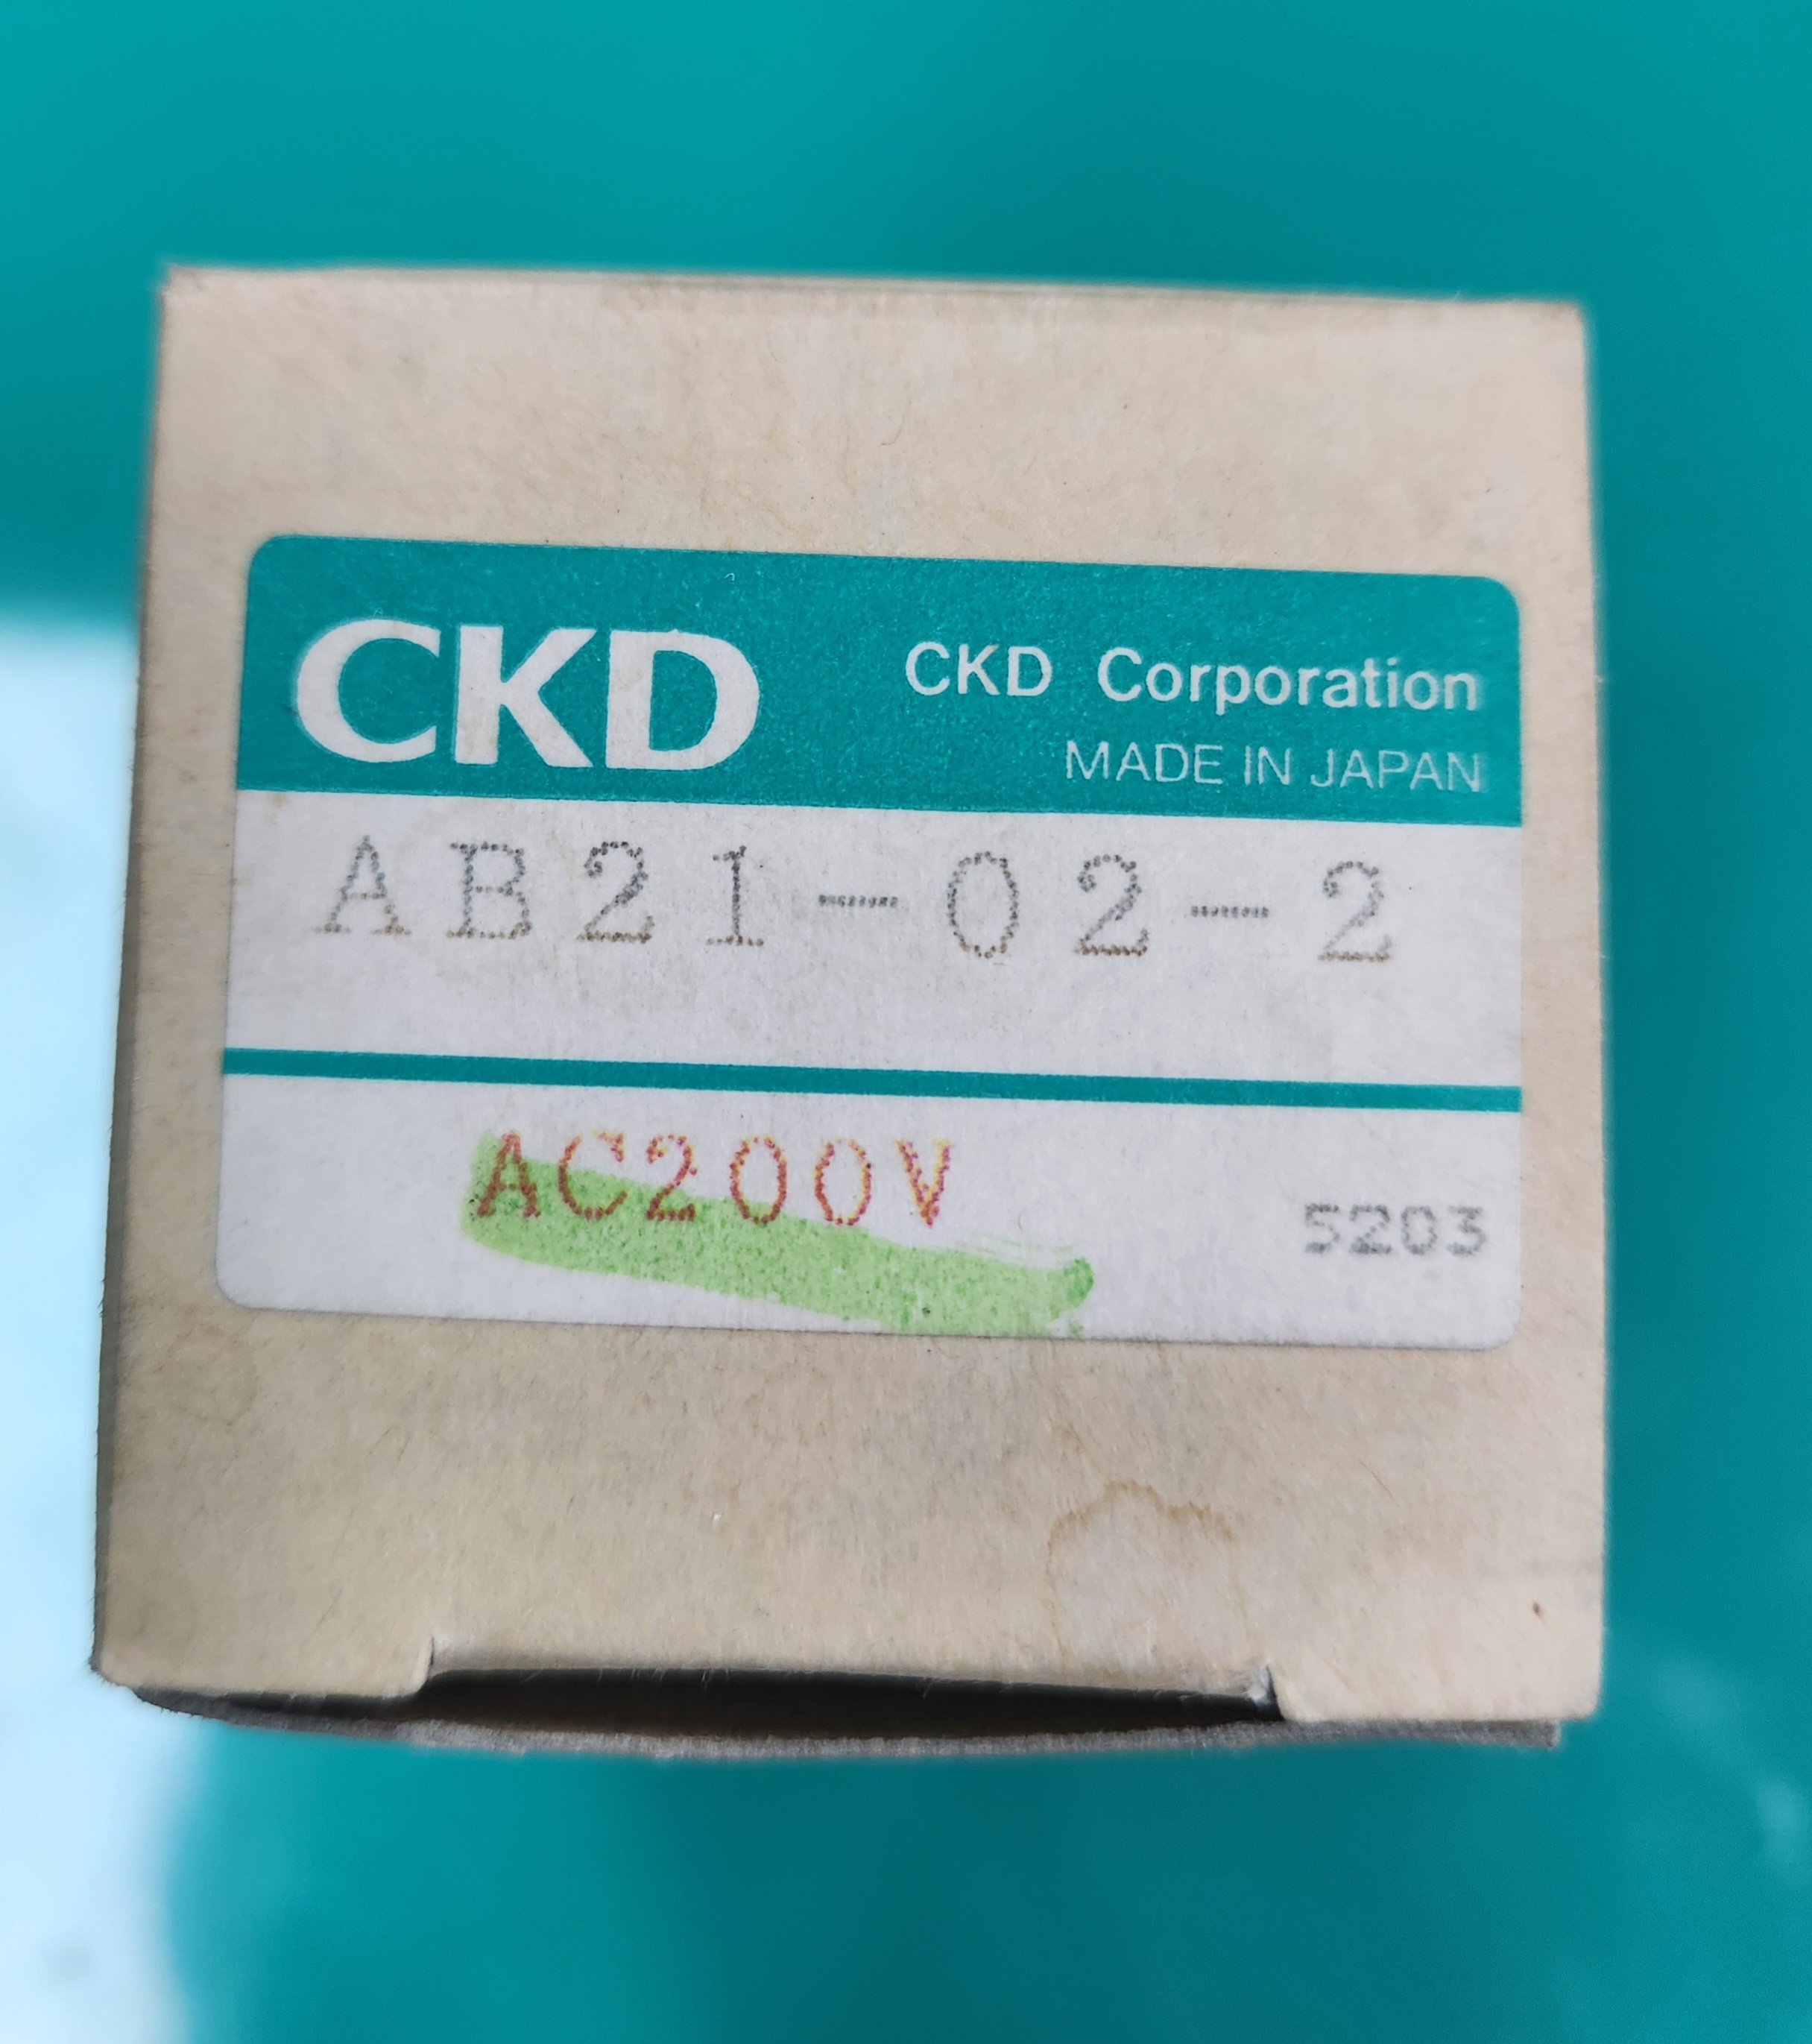 CKD
CKD Corporation
MADE IN JAPAN
AB21-02-2
AC200V
5203